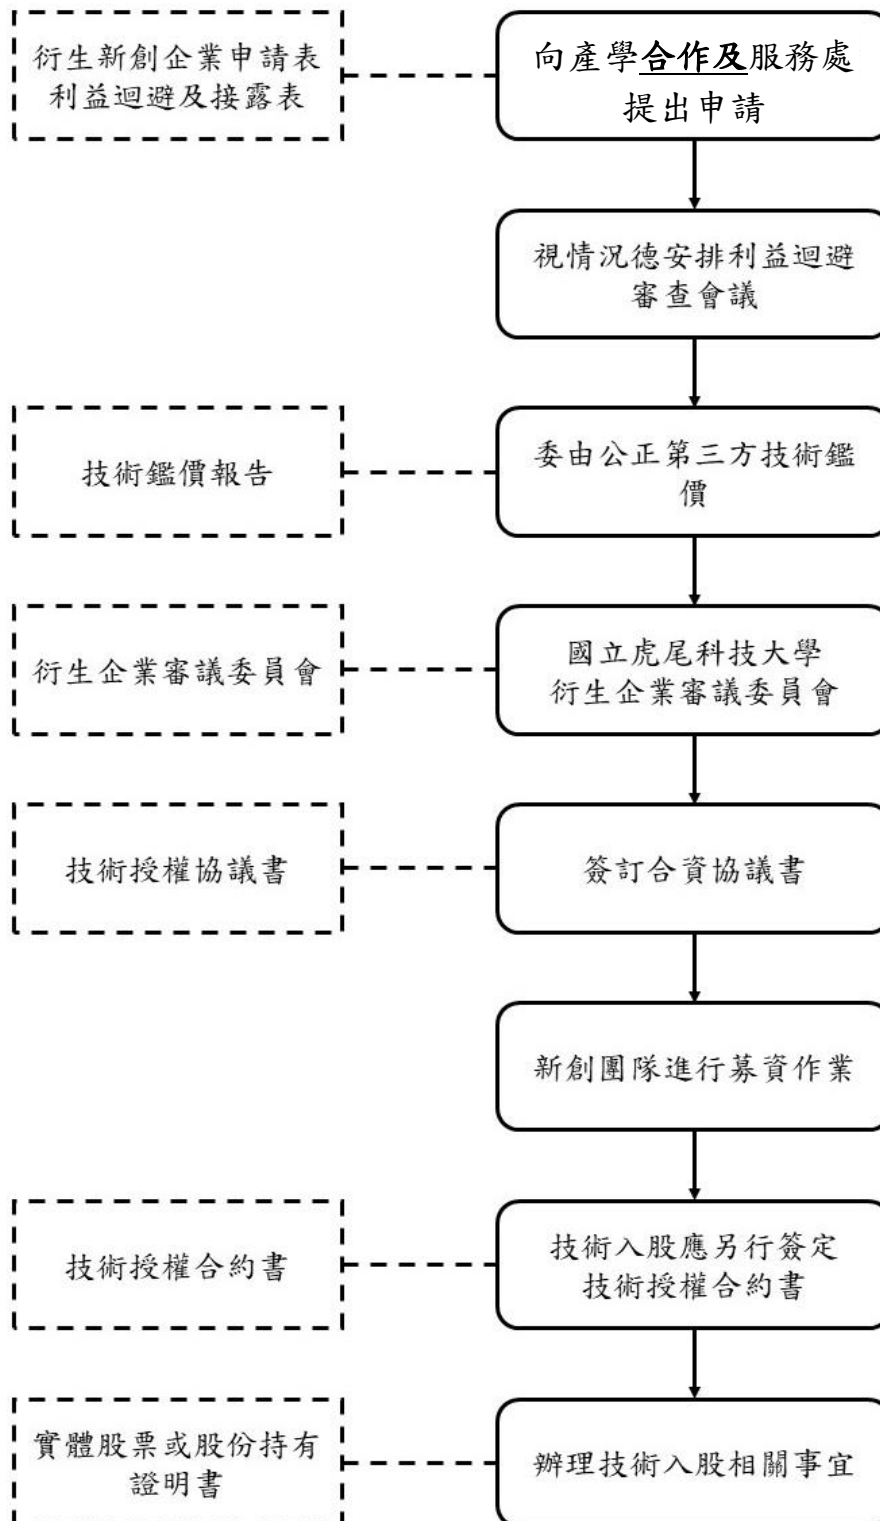 衍生新創企業申請表
利益迴避及接露表
向產學合作及服務處
提出申請
視情況德安排利益迴避
審查會議
技術鑑價報告
委由公正第三方技術鑑
價
衍生企業審議委員會
國立虎尾科技大學
衍生企業審議委員會
技術授權協議書
簽訂合資協議書
新創團隊進行募資作業
技術授權合約書
技術入股應另行簽定
技術授權合約書
實體股票或股份持有
證明書
辦理技術入股相關事宜